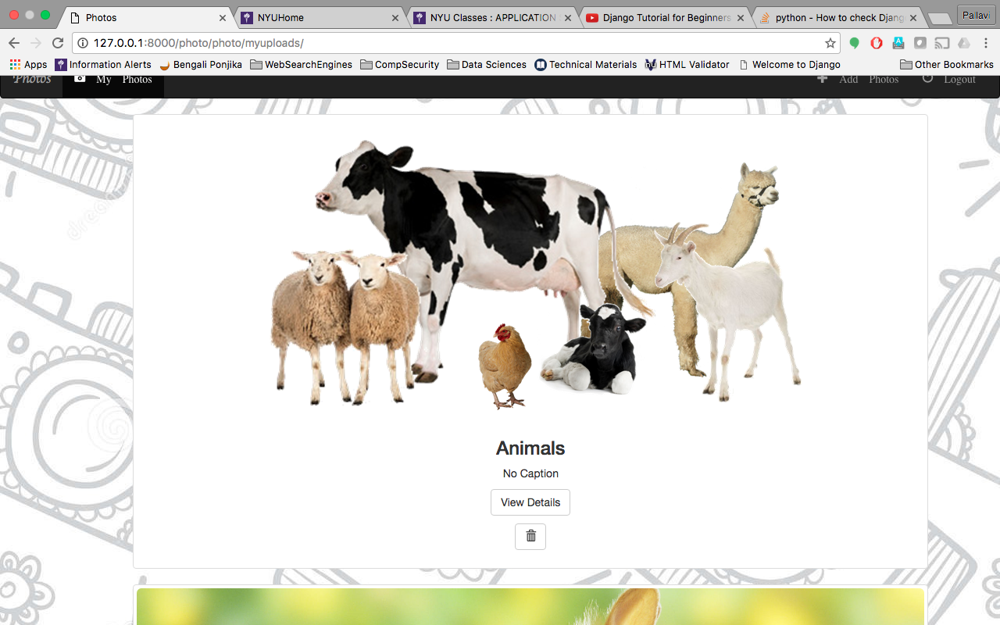 Photos
NYUHome
NYU Classes : APPLICATION
Django Tutorial for Beginners
python - How to check Djang
Pallavi
127.0.0.1:8000/photo/photo/myuploads/
Apps
Information Alerts
Bengali Ponjika
WebSearchEngines
CompSecurity
Data Sciences
Technical Materials
HTML Validator
Welcome to Django
Other Bookmarks
Photos
My Photos
Add Photos
Logout
Animals
No Caption
View Details